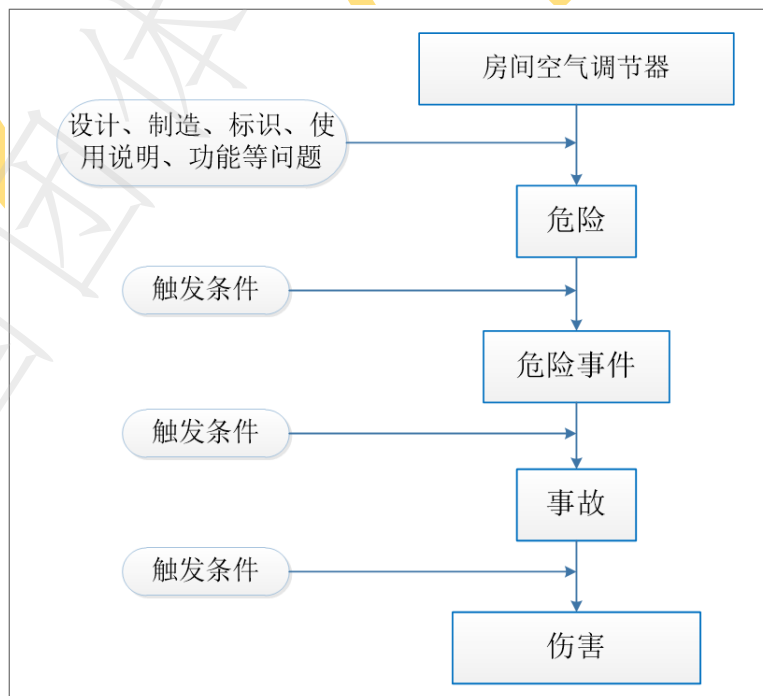 房间空气调节器
设计、制造、标识、使
用说明、功能等问题
危险
触发条件
危险事件
触发条件
事故
触发条件
伤害